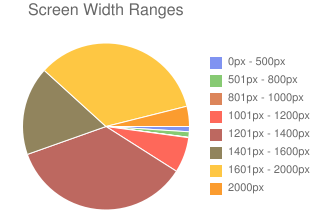 Screen Width Ranges
0px - 500px
501px - 800px
801px - 1000px
1001px - 1200px
1201px - 1400px
1401px - 1600px
1601px - 2000px
2000px